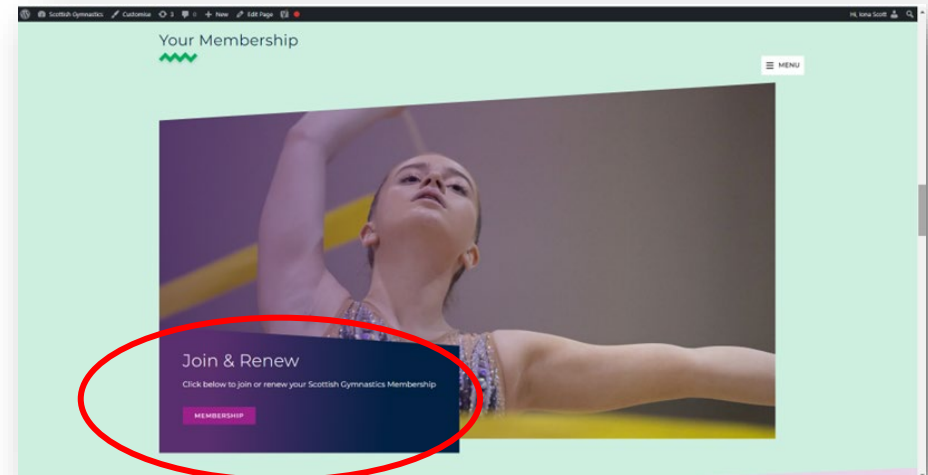 Scottish Gymnastics Customise 3 0 + New Edit Page Hi, Iona Scott
Your Membership
MENU
Join & Renew
Click below to join or renew your Scottish Gymnastics Membership
MEMBERSHIP